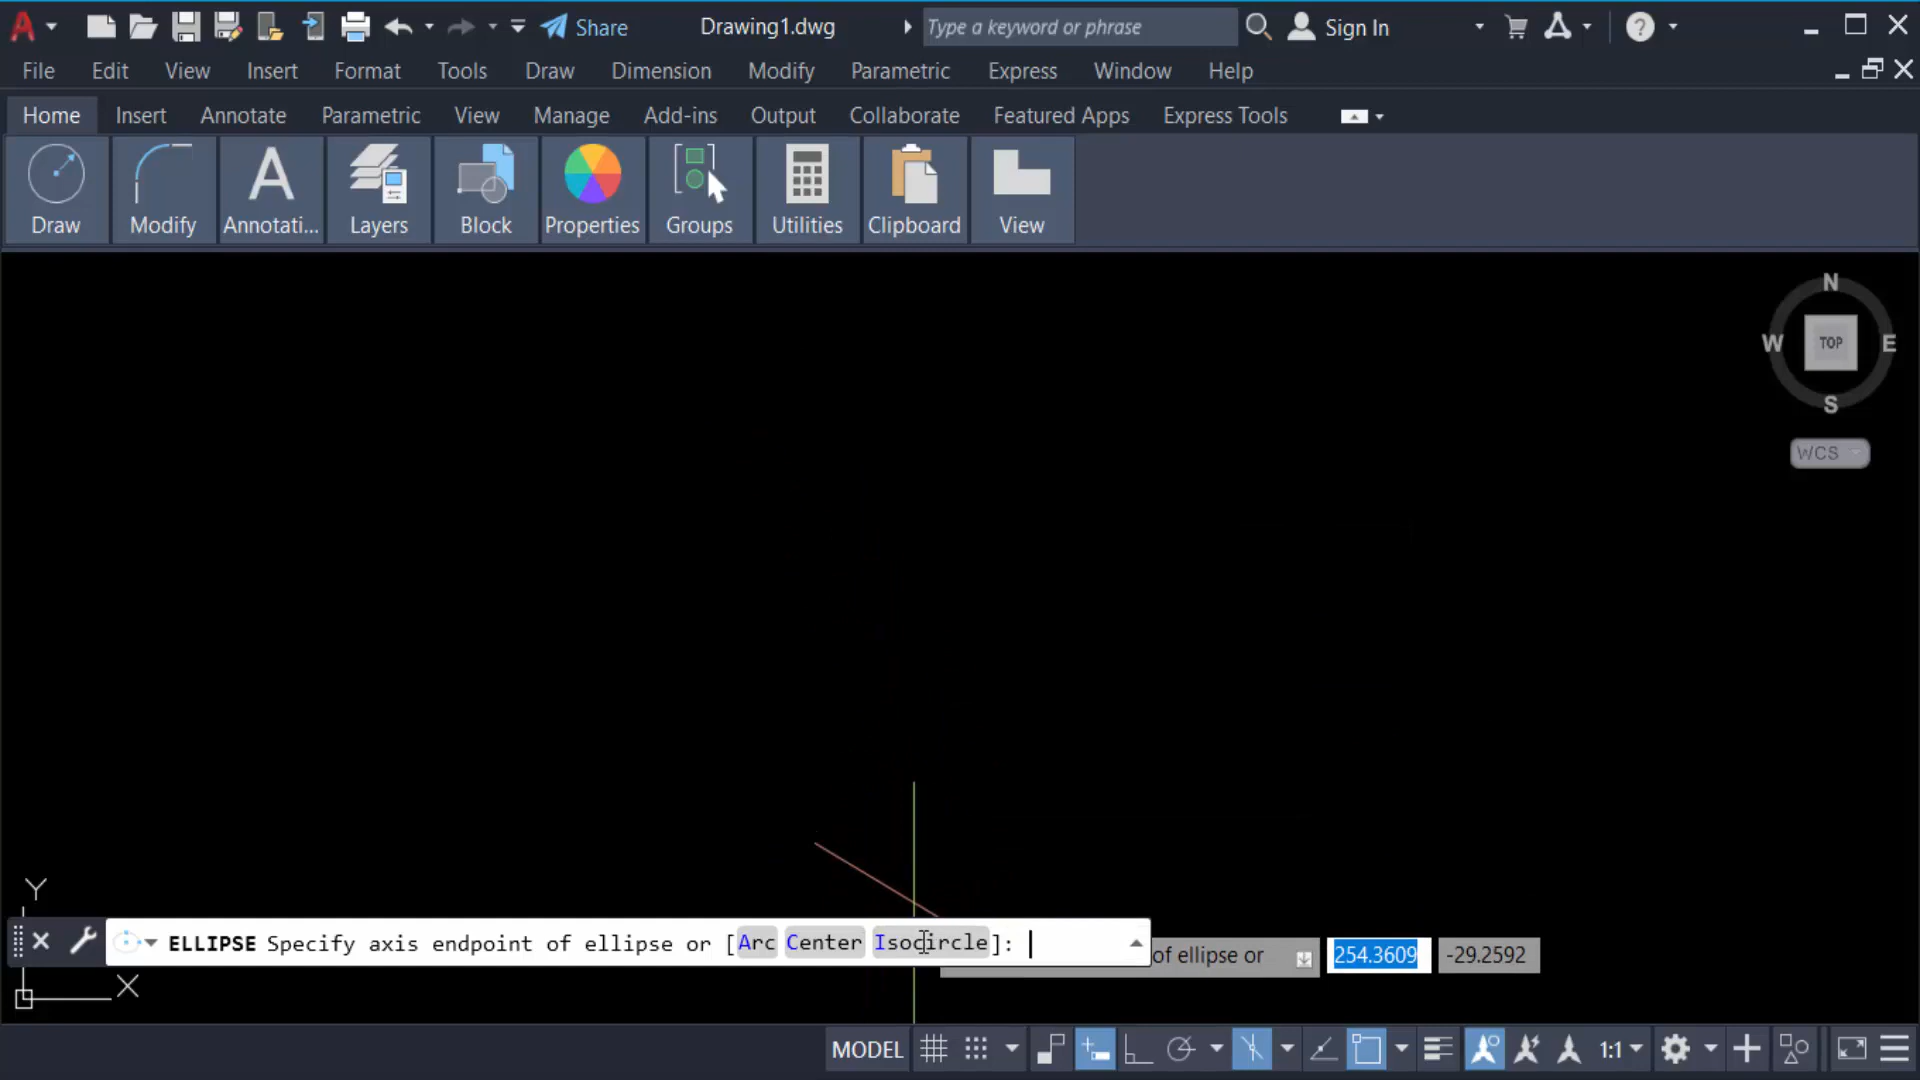 Share
Drawing1.dwg
Type a keyword or phrase
Sign In
File Edit View Insert Format Tools Draw Dimension Modify Parametric Express Window Help
Home Insert Annotate Parametric View Manage Add-ins Output Collaborate Featured Apps Express Tools
Draw Modify Annotati... Layers Block Properties Groups Utilities Clipboard View
N
W TOP E
S
WCS
Y
ELLIPSE Specify axis endpoint of ellipse or [Arc Center Isocircle]:
of ellipse or 254.3609 -29.2592
X
MODEL 1:1